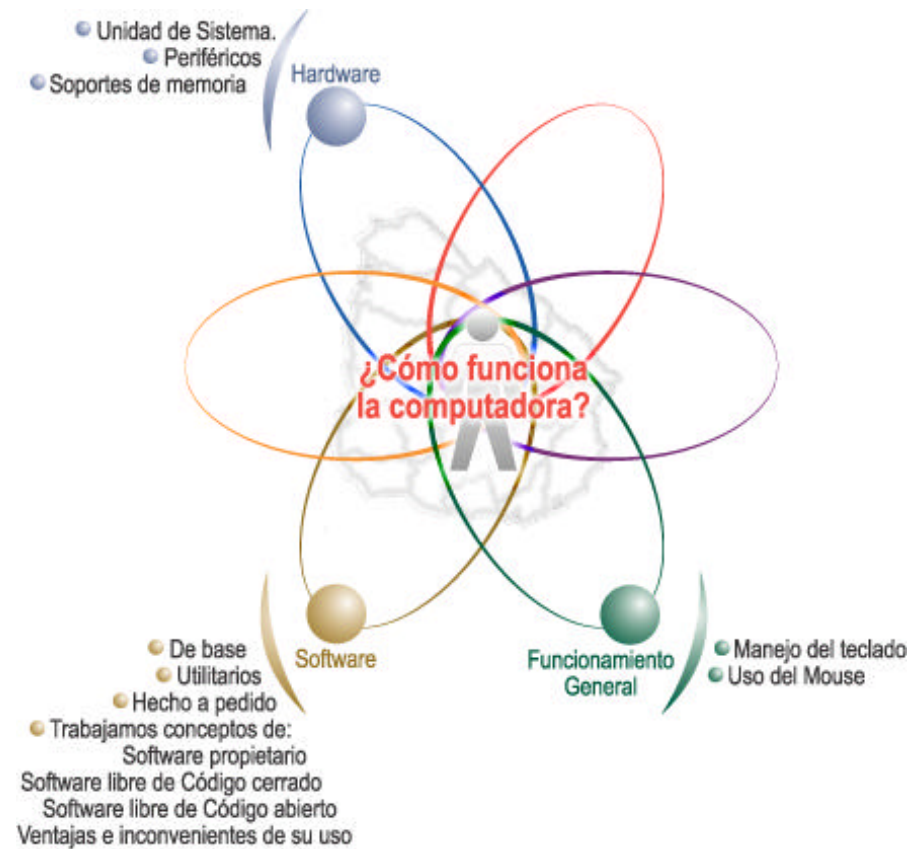 Unidad de Sistema.
Periféricos
Soportes de memoria
Hardware
¿Cómo funciona
la computadora?
Software
De base
Utilitarios
Hecho a pedido
Trabajamos conceptos de:
Software propietario
Software libre de Código cerrado
Software libre de Código abierto
Ventajas e inconvenientes de su uso
Funcionamiento
General
Manejo del teclado
Uso del Mouse